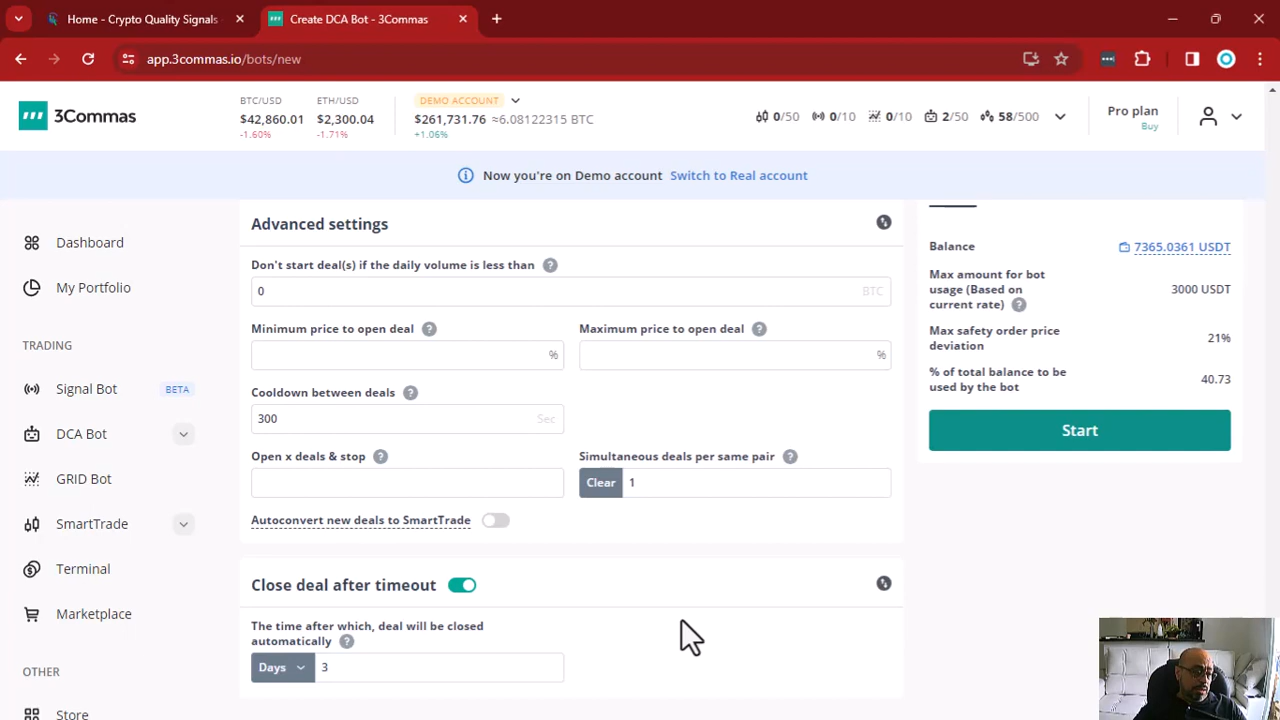 Home - Crypto Quality Signals
Create DCA Bot - 3Commas
app.3commas.io/bots/new
3Commas
BTC/USD
$42,860.01
-1.60%
ETH/USD
$2,300.04
-1.71%
DEMO ACCOUNT
$261,731.76 ≈6.08122315 BTC
+1.06%
0/50
0/10
0/10
2/50
58/500
Pro plan
Buy
Now you're on Demo account Switch to Real account
Dashboard
My Portfolio
TRADING
Signal Bot BETA
DCA Bot
GRID Bot
SmartTrade
Terminal
Marketplace
OTHER
Store
Advanced settings
Don't start deal(s) if the daily volume is less than ?
0 BTC
Minimum price to open deal ?
%
Maximum price to open deal ?
%
Cooldown between deals ?
300 Sec
Open x deals & stop ?
Simultaneous deals per same pair ?
Clear 1
Autoconvert new deals to SmartTrade
Close deal after timeout
The time after which, deal will be closed
automatically ?
Days 3
Balance 7365.0361 USDT
Max amount for bot
usage (Based on
current rate) ?
3000 USDT
Max safety order price
deviation
21%
% of total balance to be
used by the bot
40.73
Start